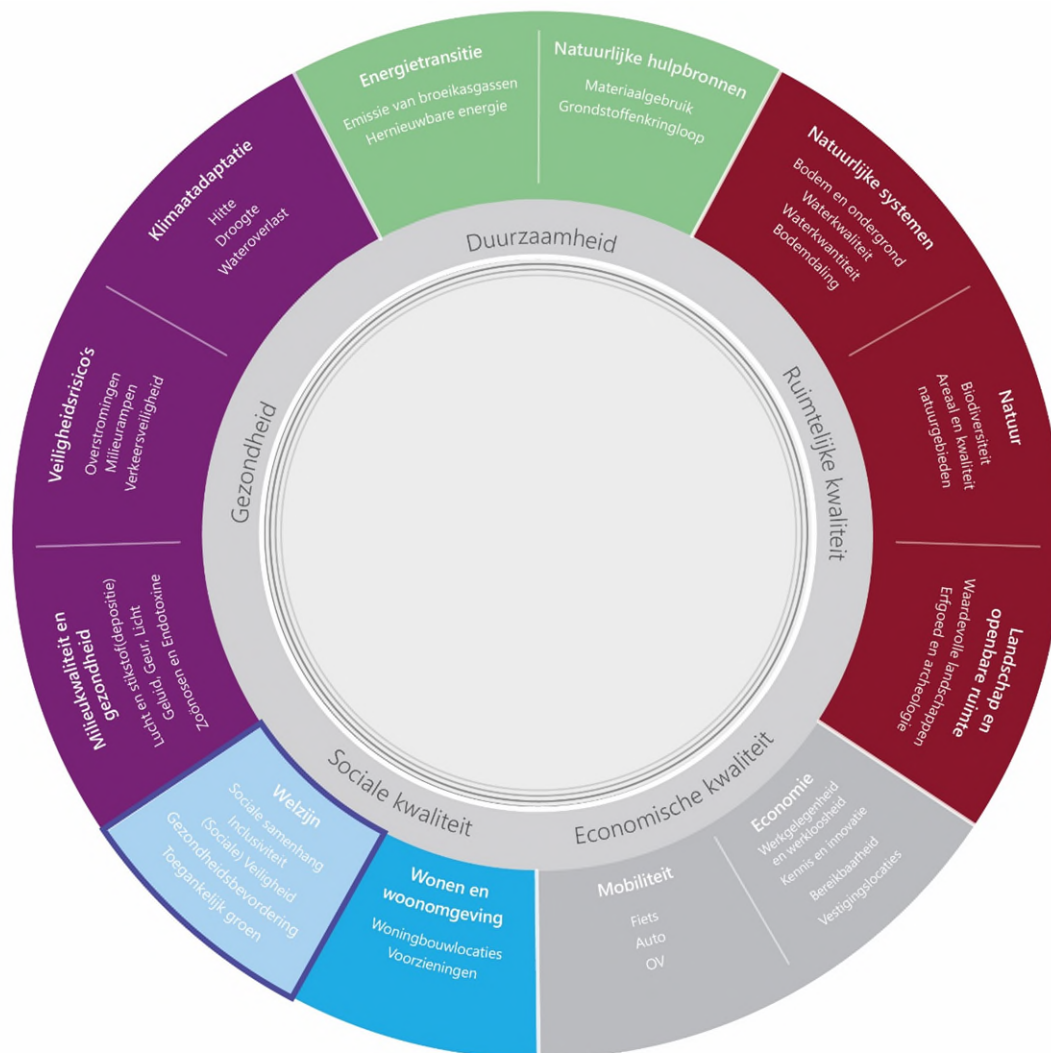 Energietransitie
Emissie van broeikasgassen
Hernieuwbare energie
Natuurlijke hulpbronnen
Materiaalgebruik
Grondstoffenkringloop
Natuurlijke systemen
Bodem en ondergrond
Waterkwaliteit
Waterkwantiteit
Bodemdaling
Natuur
Biodiversiteit
Areaal en kwaliteit
natuurgebieden
Landschap en
openbare ruimte
Waardevolle landschappen
Erfgoed en archeologie
Economie
Werkgelegenheid
en werkloosheid
Kennis en innovatie
Bereikbaarheid
Vestigingslocaties
Mobiliteit
Fiets
Auto
OV
Wonen en
woonomgeving
Woningbouwlocaties
Voorzieningen
Welzijn
Sociale samenhang
Inclusiviteit
(Sociale) Veiligheid
Gezondheidsbevordering
Toegankelijk groen
Milieukwaliteit en
gezondheid
Lucht en stikstof(depositie)
Geluid, Geur, Licht
Zoönosen en Endotoxine
Veiligheidsrisico's
Overstromingen
Milieurampen
Verkeersveiligheid
Klimaatadaptatie
Hitte
Droogte
Wateroverlast
Duurzaamheid
Ruimtelijke kwaliteit
Economische kwaliteit
Sociale kwaliteit
Gezondheid